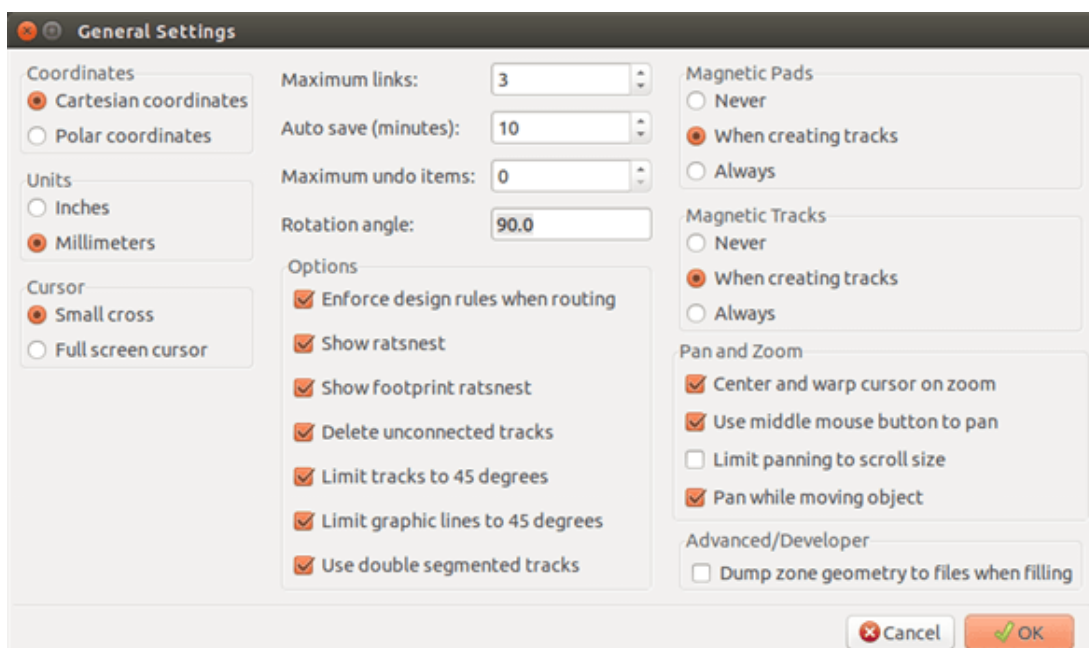 General Settings
Coordinates
Cartesian coordinates
Polar coordinates
Units
Inches
Millimeters
Cursor
Small cross
Full screen cursor
Maximum links: 3
Auto save (minutes): 10
Maximum undo items: 0
Rotation angle: 90.0
Options
Enforce design rules when routing
Show ratsnest
Show footprint ratsnest
Delete unconnected tracks
Limit tracks to 45 degrees
Limit graphic lines to 45 degrees
Use double segmented tracks
Magnetic Pads
Never
When creating tracks
Always
Magnetic Tracks
Never
When creating tracks
Always
Pan and Zoom
Center and warp cursor on zoom
Use middle mouse button to pan
Limit panning to scroll size
Pan while moving object
Advanced/Developer
Dump zone geometry to files when filling
Cancel
OK